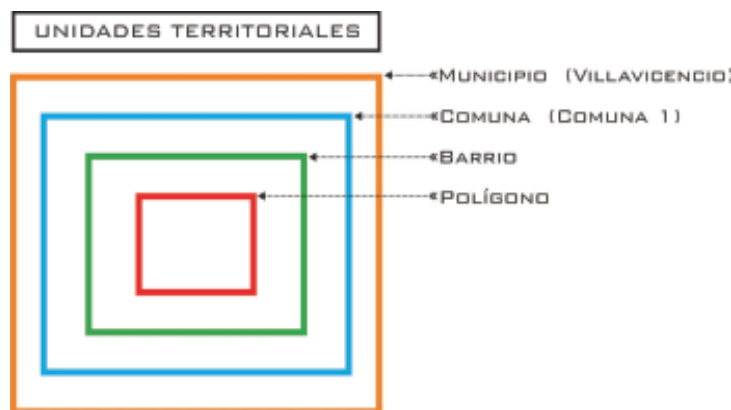 UNIDADES TERRITORIALES
MUNICIPIO (VILLAVICENCIO)
COMUNA (COMUNA 1)
BARRIO
POLÍGONO